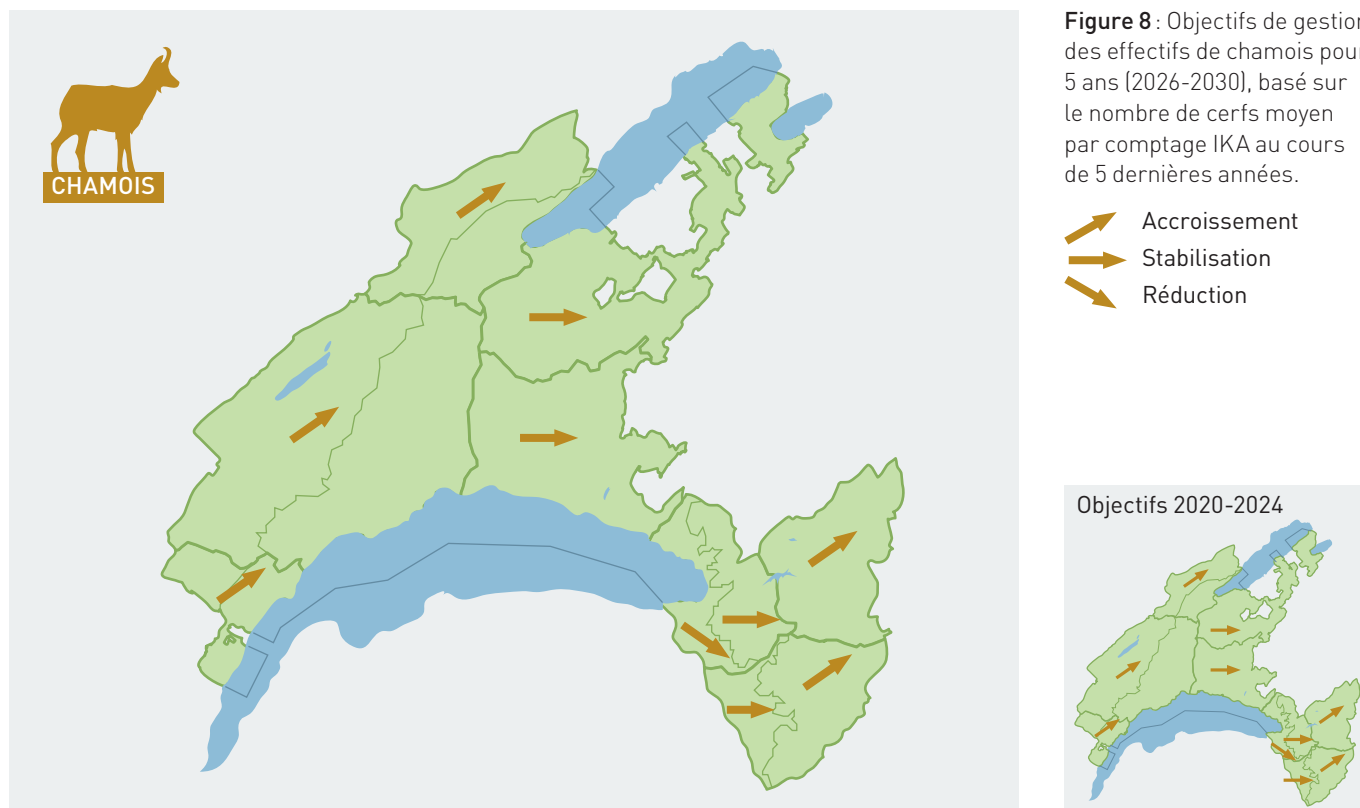 CHAMOIS
Figure 8 : Objectifs de gestion
des effectifs de chamois pour
5 ans (2026-2030), basé sur
le nombre de cerfs moyen
par comptage IKA au cours
de 5 dernières années.
Accroissement
Stabilisation
Réduction
Objectifs 2020-2024